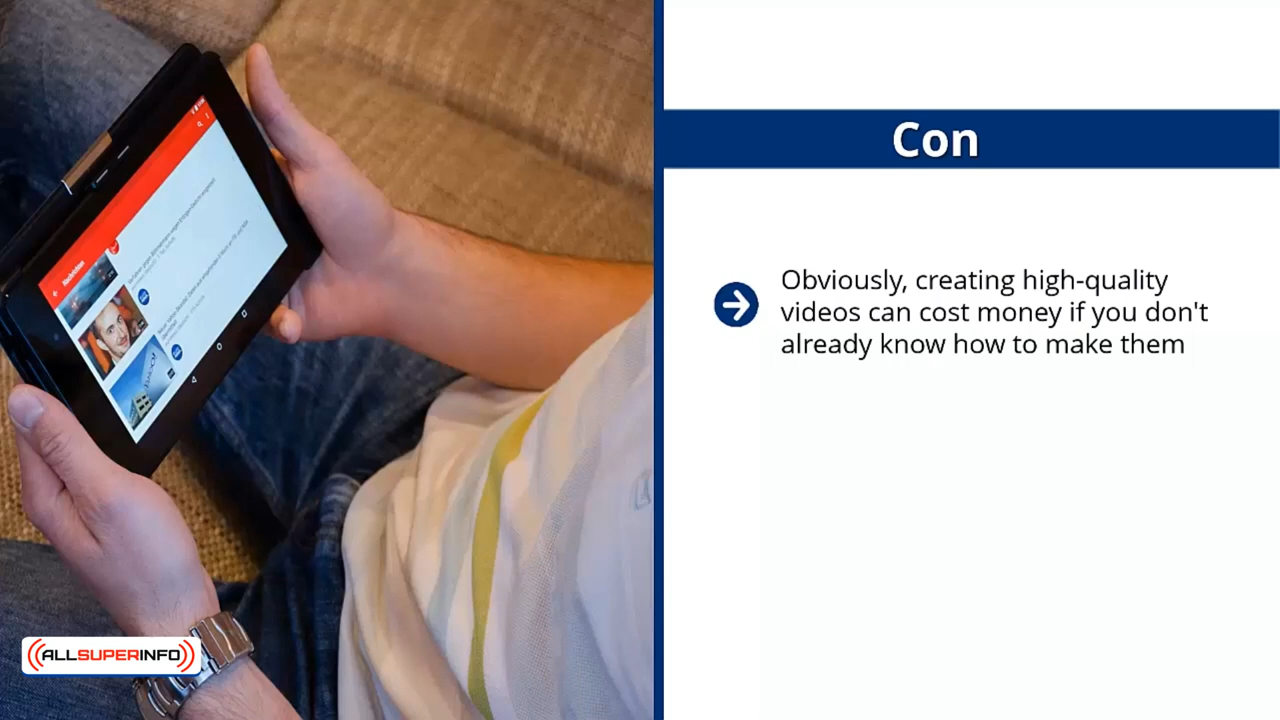 Con
Obviously, creating high-quality
videos can cost money if you don't
already know how to make them
YAHOO!
ALLSUPERINFO